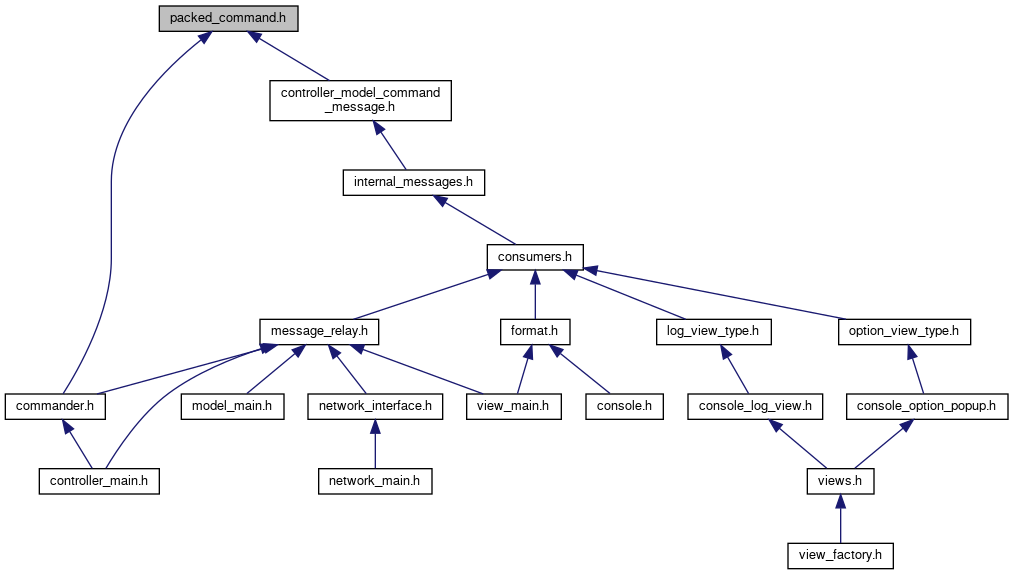 packed_command.h
controller_model_command
_message.h
internal_messages.h
consumers.h
message_relay.h
format.h
log_view_type.h
option_view_type.h
commander.h
model_main.h
network_interface.h
view_main.h
console.h
console_log_view.h
console_option_popup.h
controller_main.h
network_main.h
views.h
view_factory.h